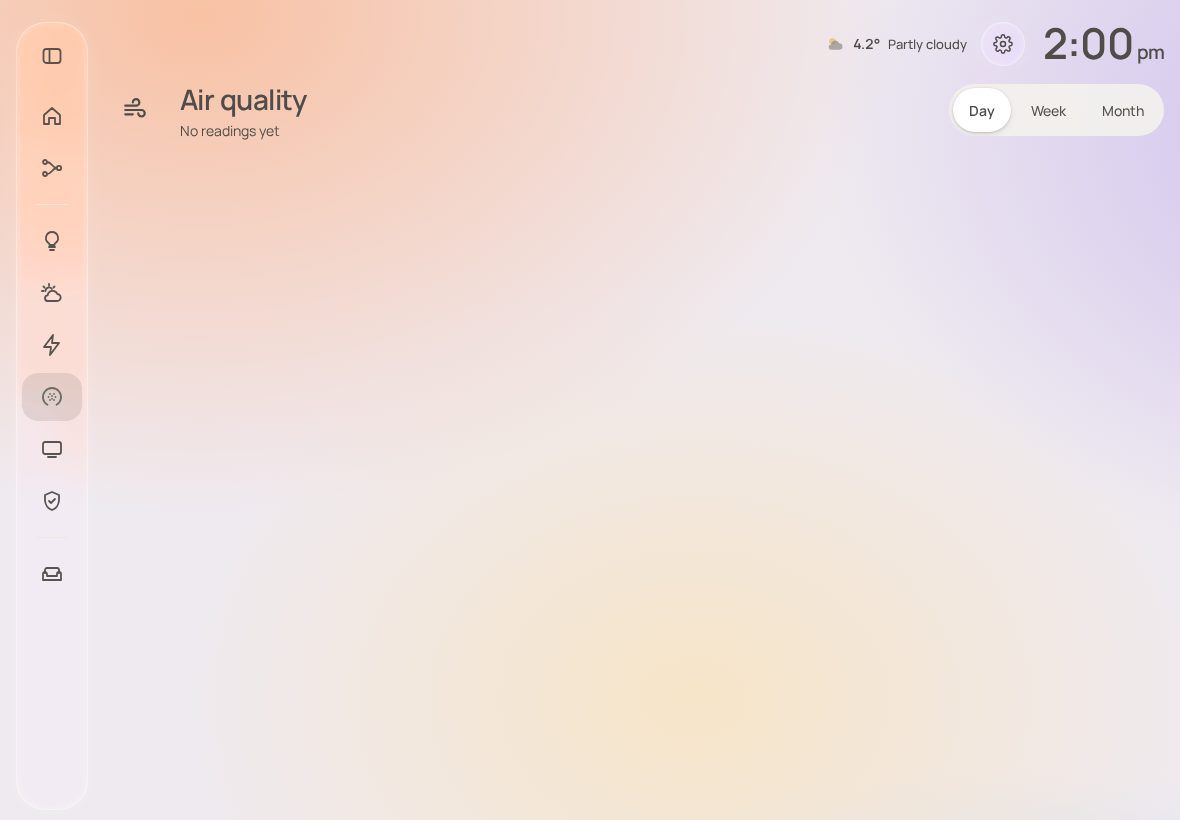 4.2° Partly cloudy
2:00 pm
Air quality
No readings yet
Day Week Month